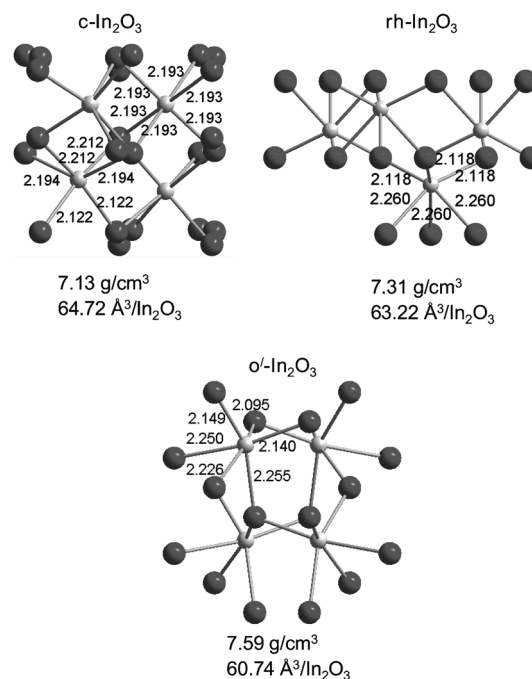 c-In₂O₃
2.193
2.193
2.193
2.193
2.193
2.193
2.212
2.212
2.194
2.194
2.122
2.122
7.13 g/cm³
64.72 Å³/In₂O₃
rh-In₂O₃
2.118
2.118
2.118
2.260
2.260
2.260
7.31 g/cm³
63.22 Å³/In₂O₃
o/-In₂O₃
2.095
2.149
2.250
2.140
2.226
2.255
7.59 g/cm³
60.74 Å³/In₂O₃